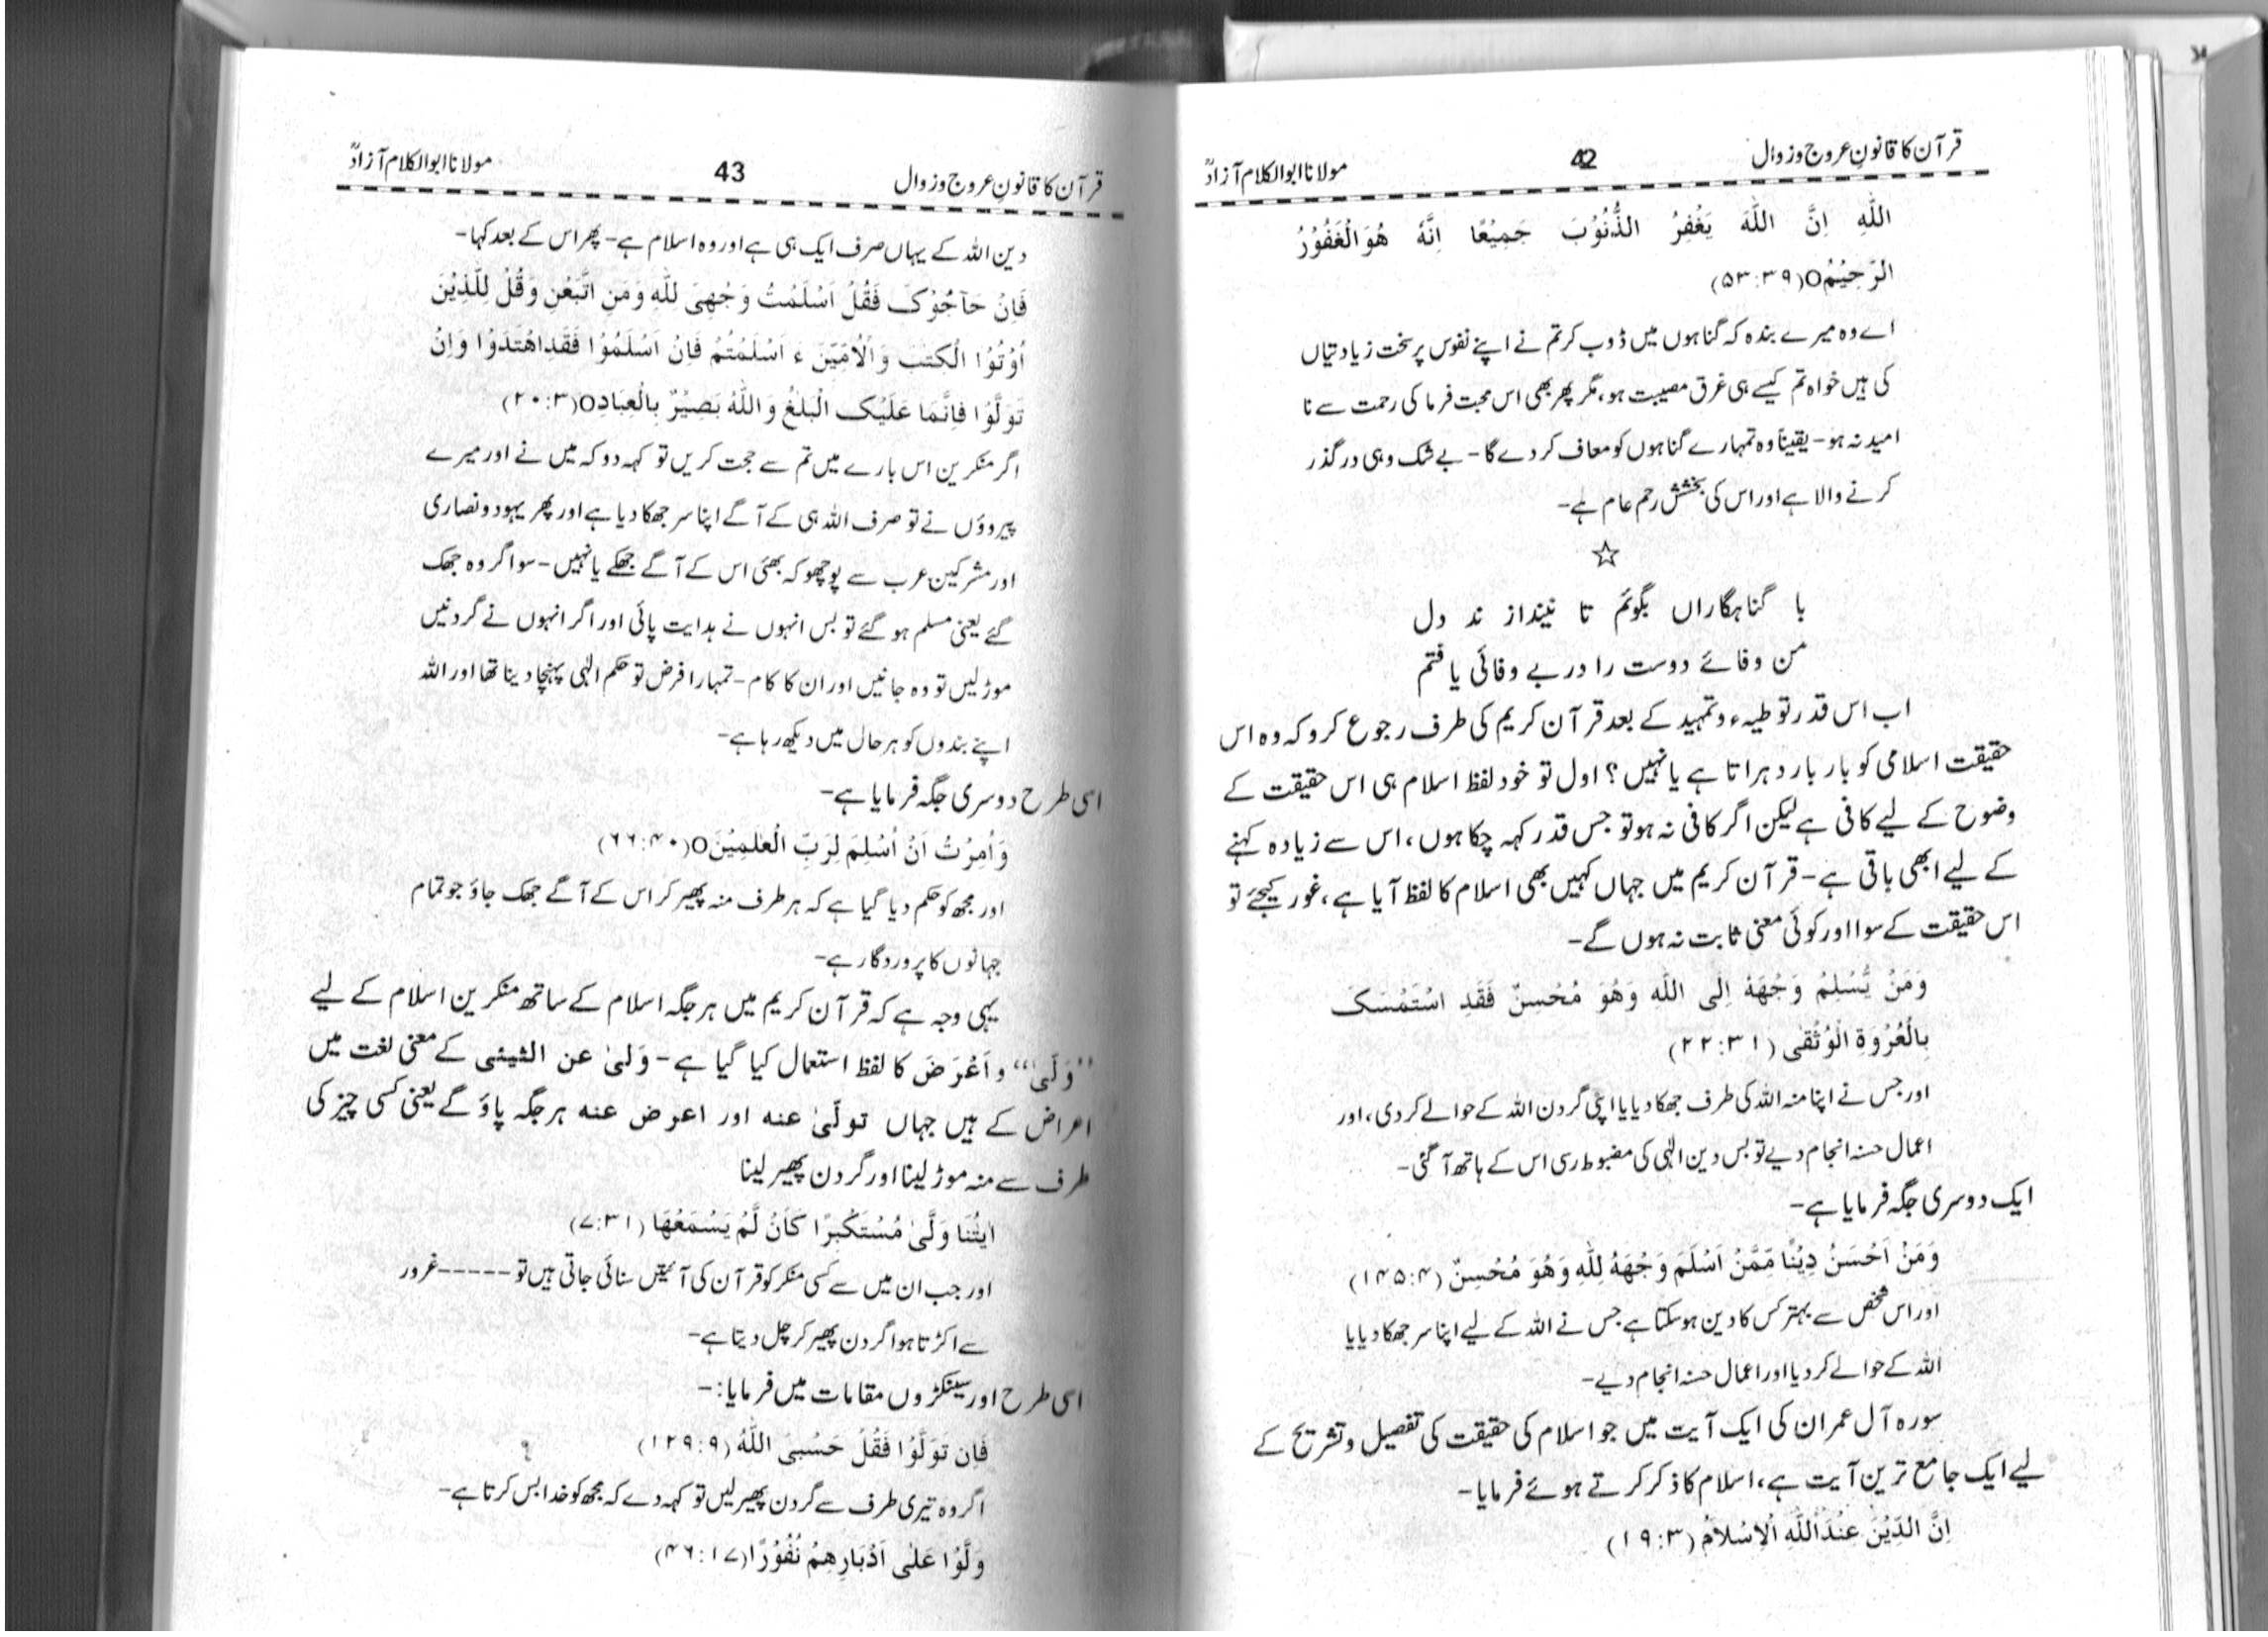 قرآن کا قانونِ عروج و زوال 42 مولانا ابوالکلام آزادؒ
اللّٰهِ اِنَّ اللّٰهَ يَغْفِرُ الذُّنُوْبَ جَمِيْعًا اِنَّهٗ هُوَ الْغَفُوْرُ
الرَّحِيْمُO(۵۳:۳۹)
اے وہ میرے بندہ کہ گناہوں میں ڈوب کر تم نے اپنے نفوس پر سخت زیادتیاں
کی ہیں خواہ تم کیسے ہی غرق مصیبت ہو، مگر پھر بھی اس محبت فرما کی رحمت سے نا
امید نہ ہو- یقیناً وہ تمہارے گناہوں کو معاف کر دے گا- بے شک وہی درگذر
کرنے والا ہے اور اس کی بخشش رحم عام ہے-
☆
با گناہگاراں بگوئم تا نینداز ند دل
من وفائے دوست را در بے وفائی یافتم
اب اس قدر توطیہء و تمہید کے بعد قرآن کریم کی طرف رجوع کرو کہ وہ اس
حقیقت اسلامی کو بار بار دہراتا ہے یا نہیں؟ اول تو خود لفظ اسلام ہی اس حقیقت کے
وضوح کے لیے کافی ہے لیکن اگر کافی نہ ہو تو جس قدر کہہ چکا ہوں، اس سے زیادہ کہنے
کے لیے ابھی باقی ہے- قرآن کریم میں جہاں کہیں بھی اسلام کا لفظ آیا ہے، غور کیجئے تو
اس حقیقت کے سوا اور کوئی معنی ثابت نہ ہوں گے-
وَمَنْ يُّسْلِمْ وَجْهَهٗ اِلَى اللّٰهِ وَهُوَ مُحْسِنٌ فَقَدِ اسْتَمْسَكَ
بِالْعُرْوَةِ الْوُثْقٰى (۲۲:۳۱)
اور جس نے اپنا منہ اللہ کی طرف جھکا دیا یا اپنی گردن اللہ کے حوالے کر دی، اور
اعمال حسنہ انجام دیے تو بس دین الٰہی کی مضبوط رسی اس کے ہاتھ آ گئی-
ایک دوسری جگہ فرمایا ہے-
وَمَنْ اَحْسَنُ دِيْنًا مِّمَّنْ اَسْلَمَ وَجْهَهٗ لِلّٰهِ وَهُوَ مُحْسِنٌ (۱۴۵:۴)
اور اس شخص سے بہتر کس کا دین ہو سکتا ہے جس نے اللہ کے لیے اپنا سر جھکا دیا یا
اللہ کے حوالے کر دیا اور اعمال حسنہ انجام دیے-
سورہ آل عمران کی ایک آیت میں جو اسلام کی حقیقت کی تفصیل و تشریح کے
لیے ایک جامع ترین آیت ہے، اسلام کا ذکر کرتے ہوئے فرمایا-
اِنَّ الدِّيْنَ عِنْدَ اللّٰهِ الْاِسْلَامُ (۱۹:۳)
قرآن کا قانونِ عروج و زوال 43 مولانا ابوالکلام آزادؒ
دین اللہ کے یہاں صرف ایک ہی ہے اور وہ اسلام ہے- پھر اس کے بعد کہا-
فَاِنْ حَآجُّوْكَ فَقُلْ اَسْلَمْتُ وَجْهِىَ لِلّٰهِ وَمَنِ اتَّبَعَنِ وَقُلْ لِلَّذِيْنَ
اُوْتُوْا الْكِتٰبَ وَالْاُمِّيّٖنَ ءَ اَسْلَمْتُمْ فَاِنْ اَسْلَمُوْا فَقَدِاهْتَدَوْا وَاِنْ
تَوَلَّوْا فَاِنَّمَا عَلَيْكَ الْبَلٰغُ وَاللّٰهُ بَصِيْرٌ بِالْعِبَادِO(۲۰:۳)
اگر منکرین اس بارے میں تم سے حجت کریں تو کہہ دو کہ میں نے اور میرے
پیروؤں نے تو صرف اللہ ہی کے آگے اپنا سر جھکا دیا ہے اور پھر یہود و نصاریٰ
اور مشرکین عرب سے پوچھو کہ بھئی اس کے آگے جھکے یا نہیں- سو اگر وہ جھک
گئے یعنی مسلم ہو گئے تو بس انہوں نے ہدایت پائی اور اگر انہوں نے گردنیں
موڑ لیں تو وہ جانیں اور ان کا کام- تمہارا فرض تو حکم الٰہی پہنچا دینا تھا اور اللہ
اپنے بندوں کو ہر حال میں دیکھ رہا ہے-
اسی طرح دوسری جگہ فرمایا ہے-
وَاُمِرْتُ اَنْ اُسْلِمَ لِرَبِّ الْعٰلَمِيْنَO(۶۶:۴۰)
اور مجھ کو حکم دیا گیا ہے کہ ہر طرف منہ پھیر کر اس کے آگے جھک جاؤ جو تمام
جہانوں کا پروردگار ہے-
یہی وجہ ہے کہ قرآن کریم میں ہر جگہ اسلام کے ساتھ منکرین اسلام کے لیے
”وَلّٰی“ و اَعْرَضَ کا لفظ استعمال کیا گیا ہے- وَلیٰ عن الشیئی کے معنی لغت میں
اعراض کے ہیں جہاں تولّیٰ عنه اور اعرض عنه ہر جگہ پاؤ گے یعنی کسی چیز کی
طرف سے منہ موڑ لینا اور گردن پھیر لینا
اٰيٰتُنَا وَلّٰى مُسْتَكْبِرًا كَاَنْ لَّمْ يَسْمَعْهَا (۷:۳۱)
اور جب ان میں سے کسی منکر کو قرآن کی آیتیں سنائی جاتی ہیں تو-----غرور
سے اکڑتا ہوا گردن پھیر کر چل دیتا ہے-
اسی طرح اور سینکڑوں مقامات میں فرمایا:-
فَاِن تَوَلَّوْا فَقُلْ حَسْبِىَ اللّٰهُ (۱۲۹:۹)
اگر وہ تیری طرف سے گردن پھیر لیں تو کہہ دے کہ مجھ کو خدا بس کرتا ہے-
وَلَّوْا عَلٰى اَدْبَارِهِمْ نُفُوْرًا(۴۶:۱۷)